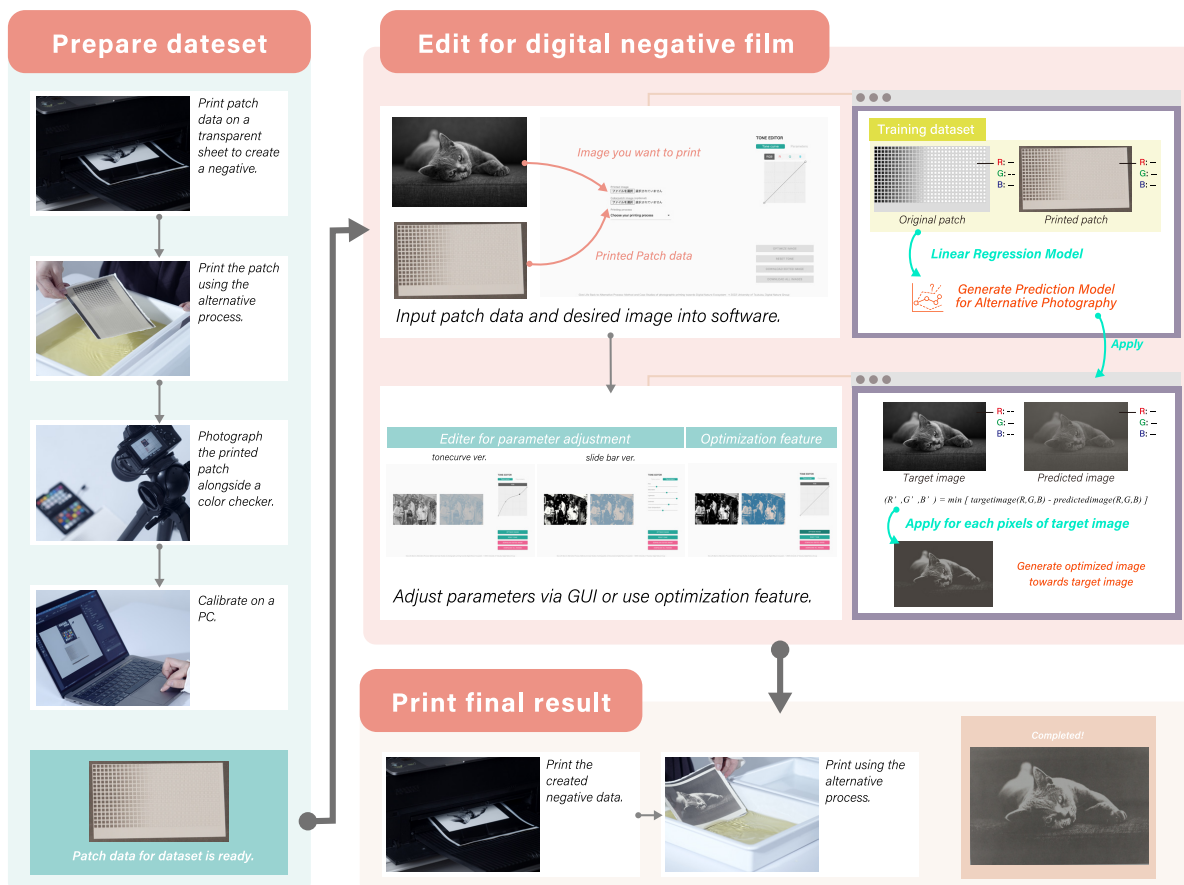 Prepare dateset
Print patch
data on a
transparent
sheet to create
a negative.
Print the patch
using the
alternative
process.
Photograph
the printed
patch
alongside a
color checker.
Calibrate on a
PC.
Patch data for dataset is ready.
Edit for digital negative film
Image you want to print
Printed Patch data
TONE EDITOR
Choose your printing process
Input patch data and desired image into software.
Training dataset
R: --
G: --
B: --
R: --
G: --
B: --
Original patch
Printed patch
Linear Regression Model
Generate Prediction Model
for Alternative Photography
Apply
Editer for parameter adjustment
Optimization feature
tonecurve ver.
slide bar ver.
Adjust parameters via GUI or use optimization feature.
R: --
G: --
B: --
R: --
G: --
B: --
Target image
Predicted image
(R' ,G' ,B' ) = min [ targetimage(R,G,B) - predictedimage(R,G,B) ]
Apply for each pixels of target image
Generate optimized image
towards target image
Print final result
Print the
created
negative data.
Print using the
alternative
process.
Completed!